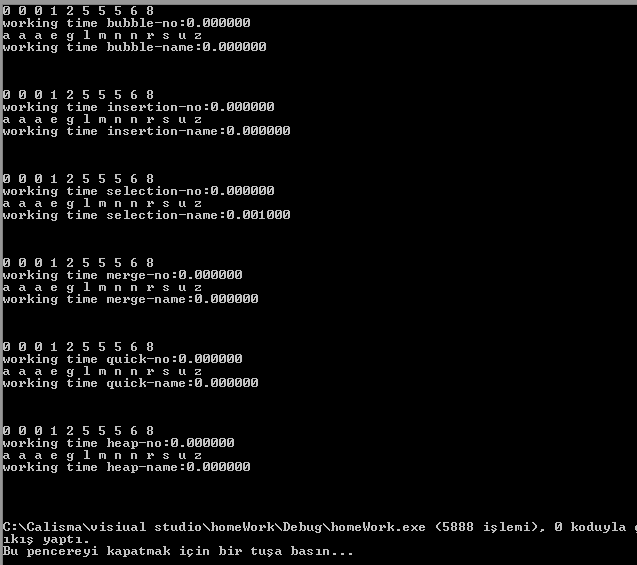 0 0 0 1 2 5 5 5 6 8
working time bubble-no:0.000000
a a a e g l m n n r s u z
working time bubble-name:0.000000
0 0 0 1 2 5 5 5 6 8
working time insertion-no:0.000000
a a a e g l m n n r s u z
working time insertion-name:0.000000
0 0 0 1 2 5 5 5 6 8
working time selection-no:0.000000
a a a e g l m n n r s u z
working time selection-name:0.001000
0 0 0 1 2 5 5 5 6 8
working time merge-no:0.000000
a a a e g l m n n r s u z
working time merge-name:0.000000
0 0 0 1 2 5 5 5 6 8
working time quick-no:0.000000
a a a e g l m n n r s u z
working time quick-name:0.000000
0 0 0 1 2 5 5 5 6 8
working time heap-no:0.000000
a a a e g l m n n r s u z
working time heap-name:0.000000
C:\Calisma\visiual studio\homeWork\Debug\homeWork.exe (5888 işlemi), 0 koduyla ç
ıkış yaptı.
Bu pencereyi kapatmak için bir tuşa basın...